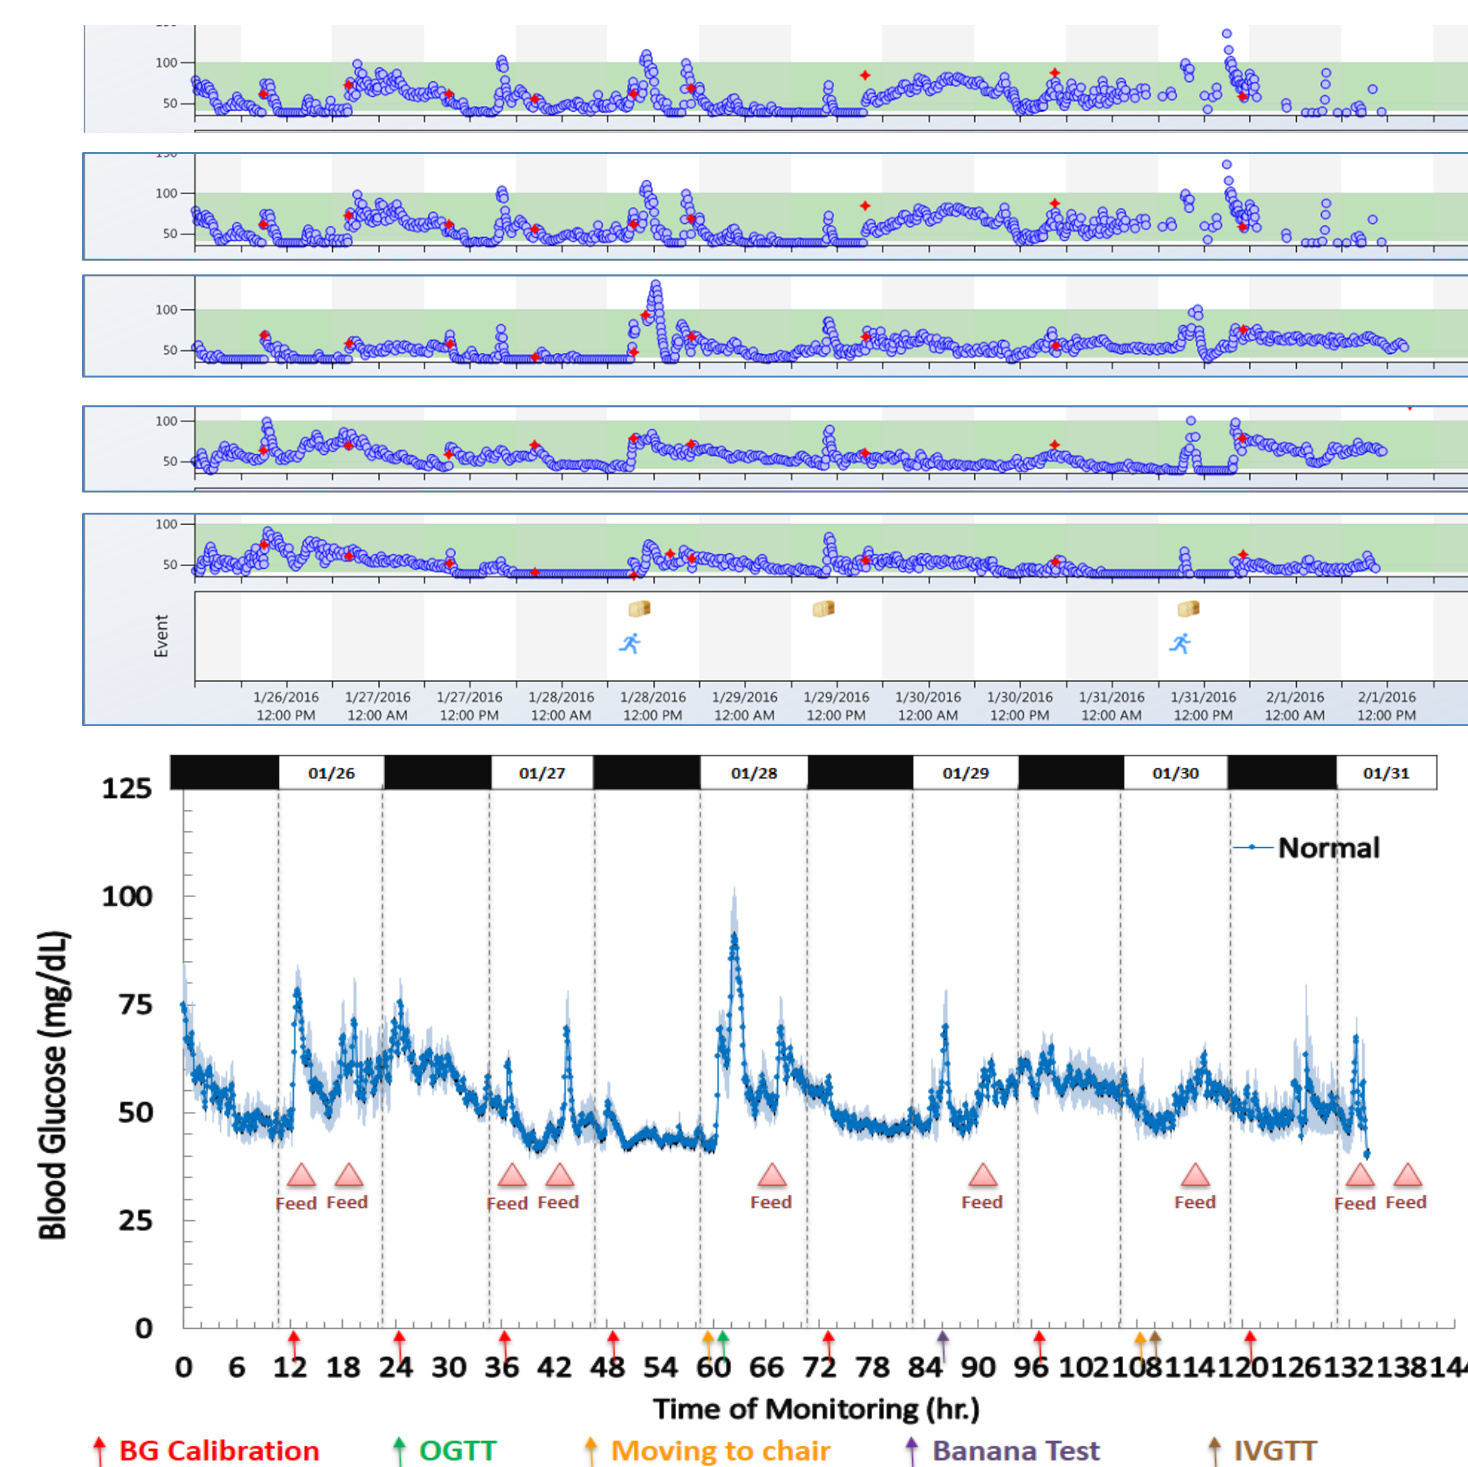 100
50
150
100
50
100
50
100
50
100
50
Event
1/26/2016 1/27/2016 1/27/2016 1/28/2016 1/28/2016 1/29/2016 1/29/2016 1/30/2016 1/30/2016 1/31/2016 1/31/2016 2/1/2016 2/1/2016
12:00 PM 12:00 AM 12:00 PM 12:00 AM 12:00 PM 12:00 AM 12:00 PM 12:00 AM 12:00 PM 12:00 AM 12:00 PM 12:00 AM 12:00 PM
01/26 01/27 01/28 01/29 01/30 01/31
125
Normal
100
75
50
Feed Feed Feed Feed Feed Feed Feed Feed Feed
25
0
Blood Glucose (mg/dL)
0 6 12 18 24 30 36 42 48 54 60 66 72 78 84 90 96 102 108 114 120 126 132 138 144
Time of Monitoring (hr.)
BG Calibration OGTT Moving to chair Banana Test IVGTT